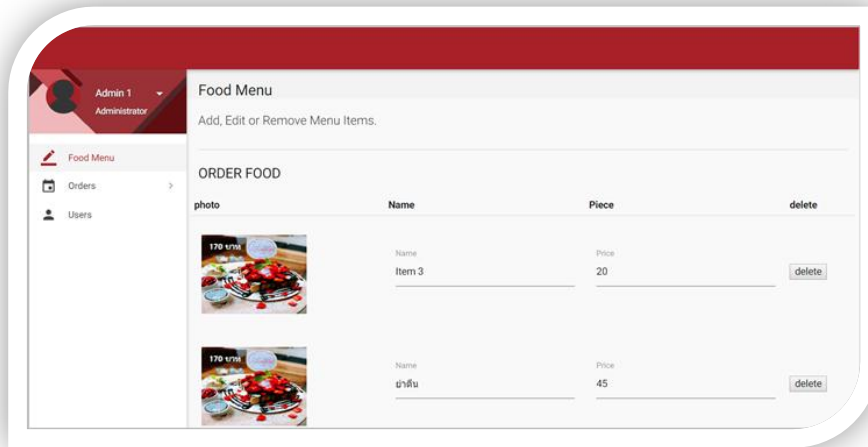 Admin 1
Administrator
Food Menu
Orders
Users
Food Menu
Add, Edit or Remove Menu Items.
ORDER FOOD
photo Name Piece delete
170 บาท
Name Price
Item 3 20 delete
170 บาท
Name Price
ย่าดีน 45 delete